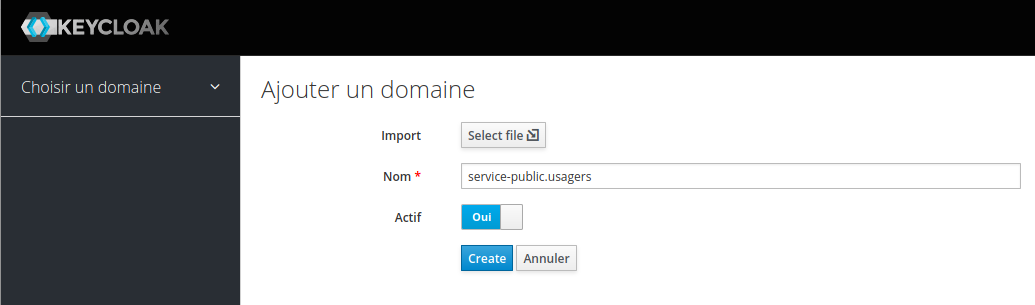 KEYCLOAK
Choisir un domaine
Ajouter un domaine
Import Select file
Nom * service-public.usagers
Actif Oui
Create Annuler